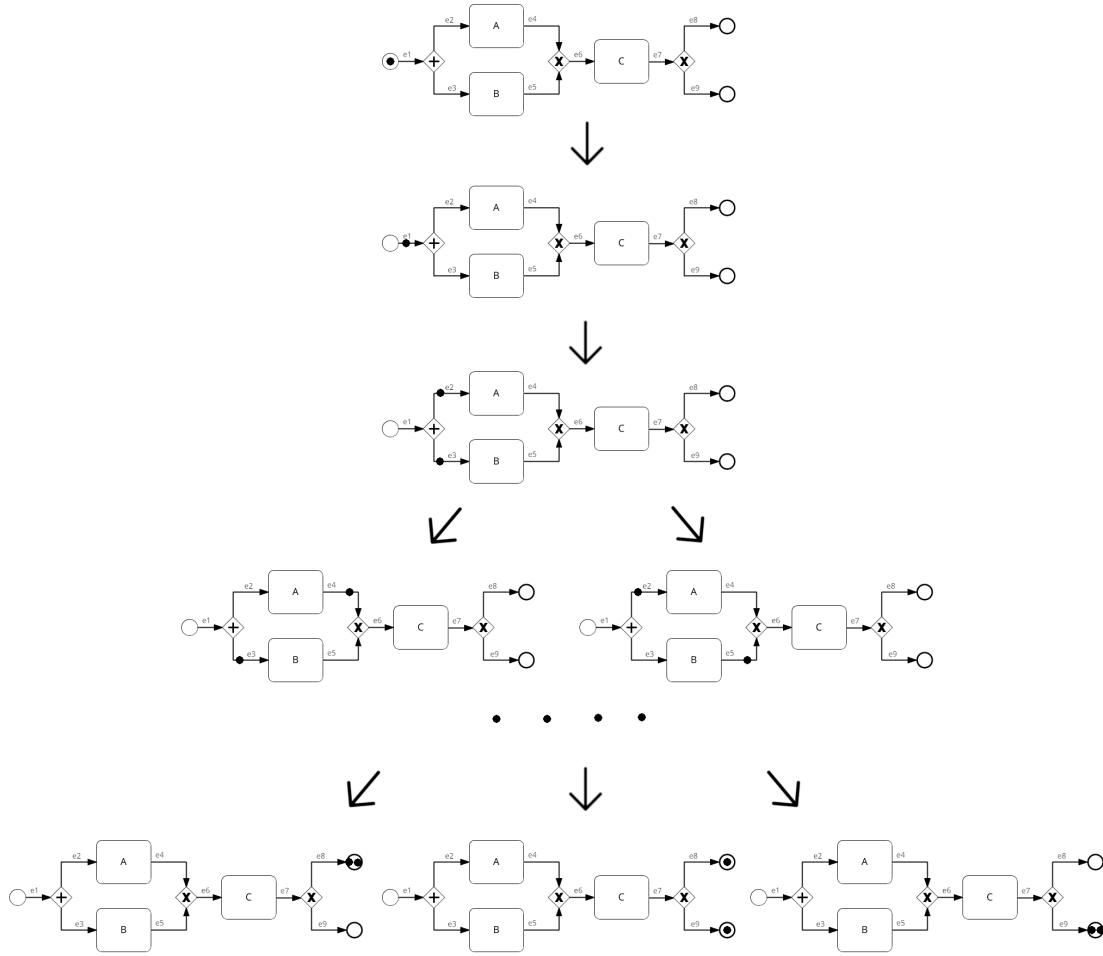 e2 A e4 e8
e1 + X e6 C e7 X
e3 B e5 e9
e2 A e4 e8
e1 + X e6 C e7 X
e3 B e5 e9
e2 A e4 e8
e1 + X e6 C e7 X
e3 B e5 e9
e2 A e4 e8 e2 A e4 e8
e1 + X e6 C e7 X e1 + X e6 C e7 X
e3 B e5 e9 e3 B e5 e9
e2 A e4 e8 e2 A e4 e8 e2 A e4 e8
e1 + X e6 C e7 X e1 + X e6 C e7 X e1 + X e6 C e7 X
e3 B e5 e9 e3 B e5 e9 e3 B e5 e9